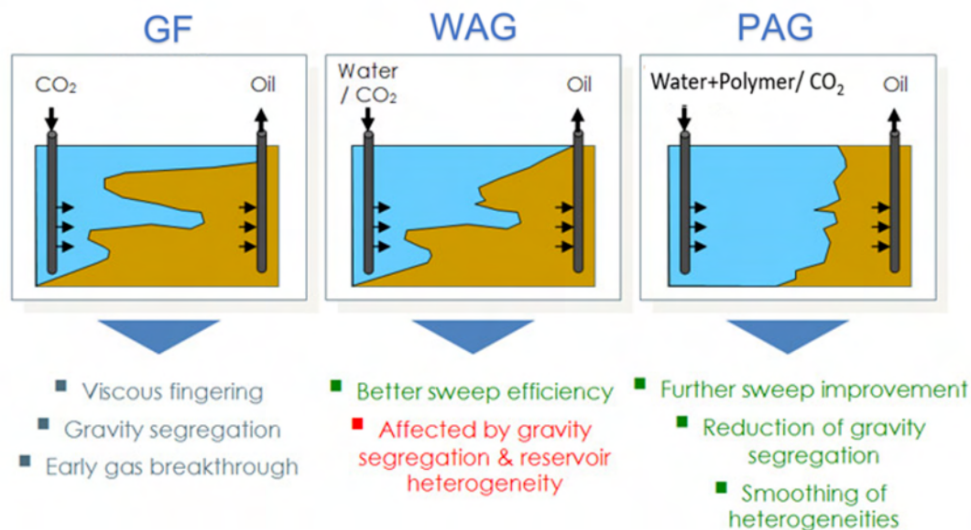 GF
WAG
PAG
CO₂
Oil
Water
/ CO₂
Oil
Water+Polymer/ CO₂
Oil
Viscous fingering
Gravity segregation
Early gas breakthrough
Better sweep efficiency
Affected by gravity
segregation & reservoir
heterogeneity
Further sweep improvement
Reduction of gravity
segregation
Smoothing of
heterogeneities